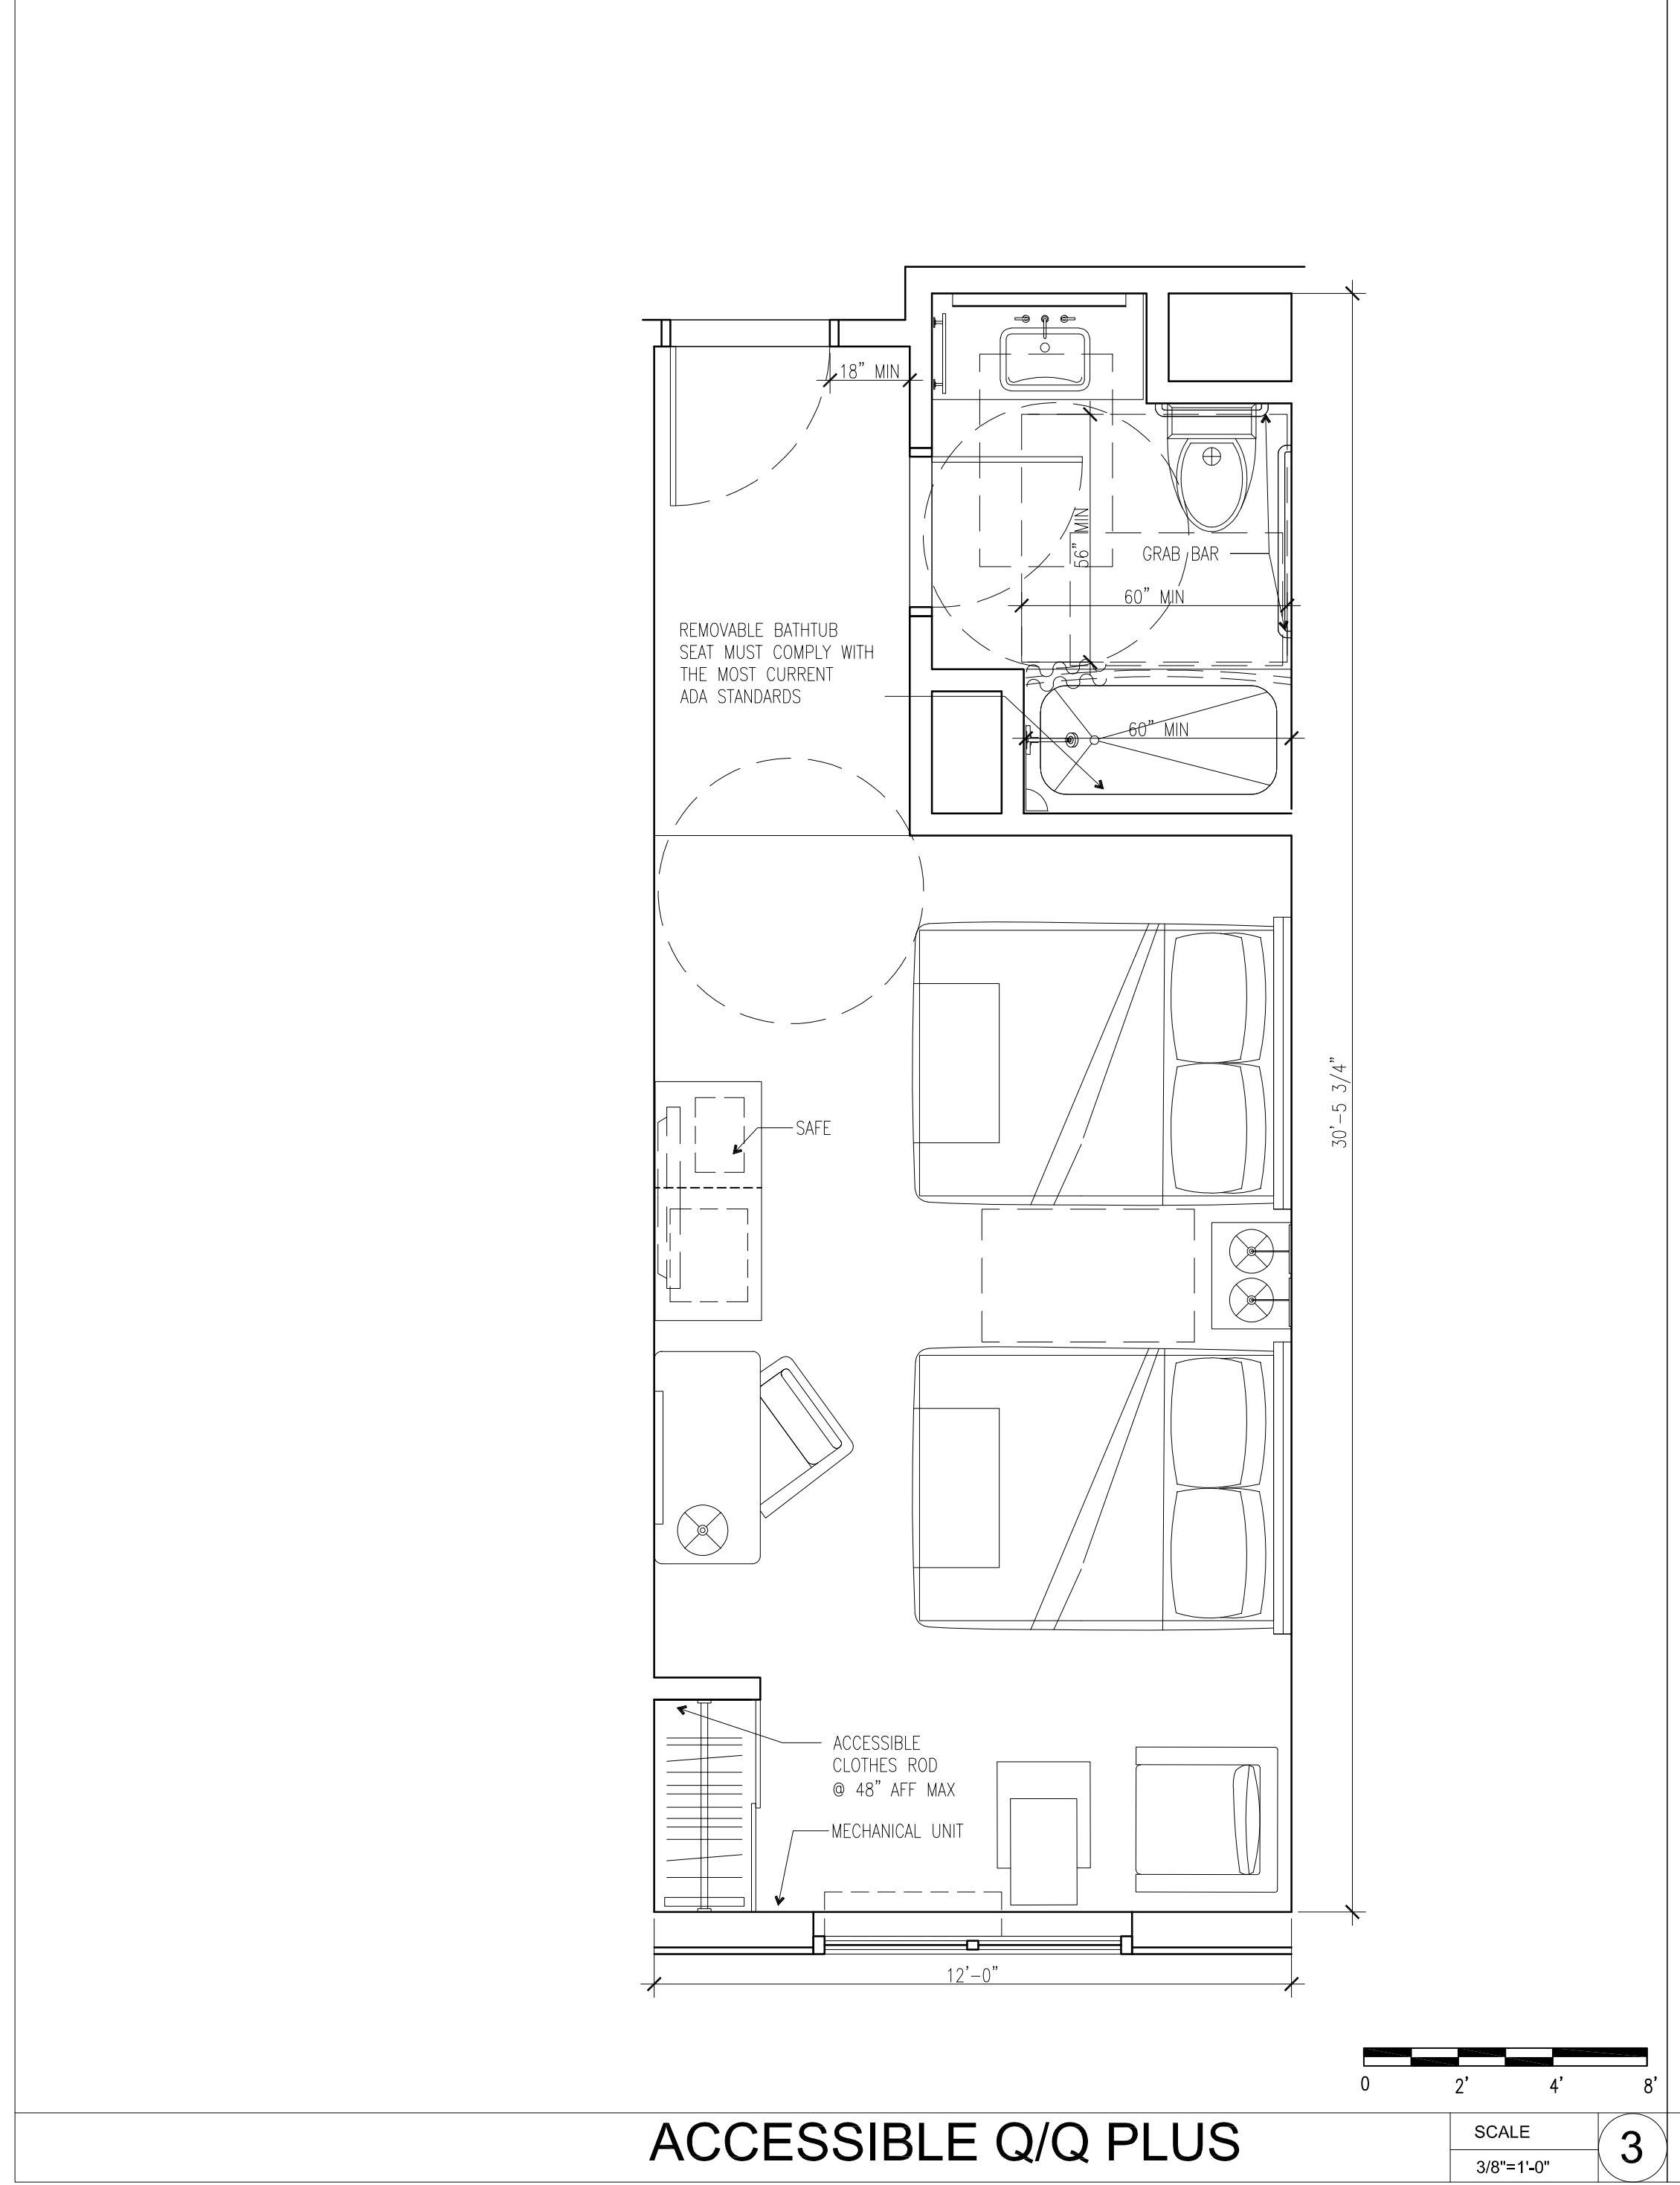 18" MIN
56" MIN
GRAB BAR
60" MIN
REMOVABLE BATHTUB
SEAT MUST COMPLY WITH
THE MOST CURRENT
ADA STANDARDS
60" MIN
30'-5 3/4"
SAFE
ACCESSIBLE
CLOTHES ROD
@ 48" AFF MAX
MECHANICAL UNIT
12'-0"
0 2' 4' 8'
ACCESSIBLE Q/Q PLUS
SCALE
3/8"=1'-0"
3